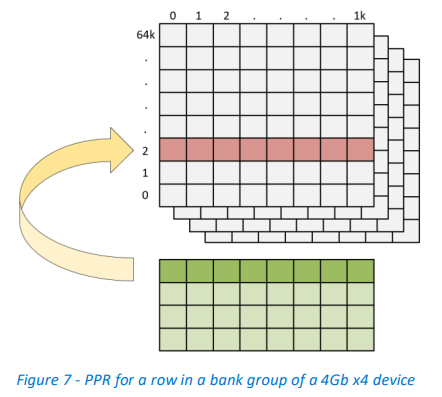 0 1 2 . . . . 1k
64k
.
.
.
.
2
1
0
Figure 7 - PPR for a row in a bank group of a 4Gb x4 device